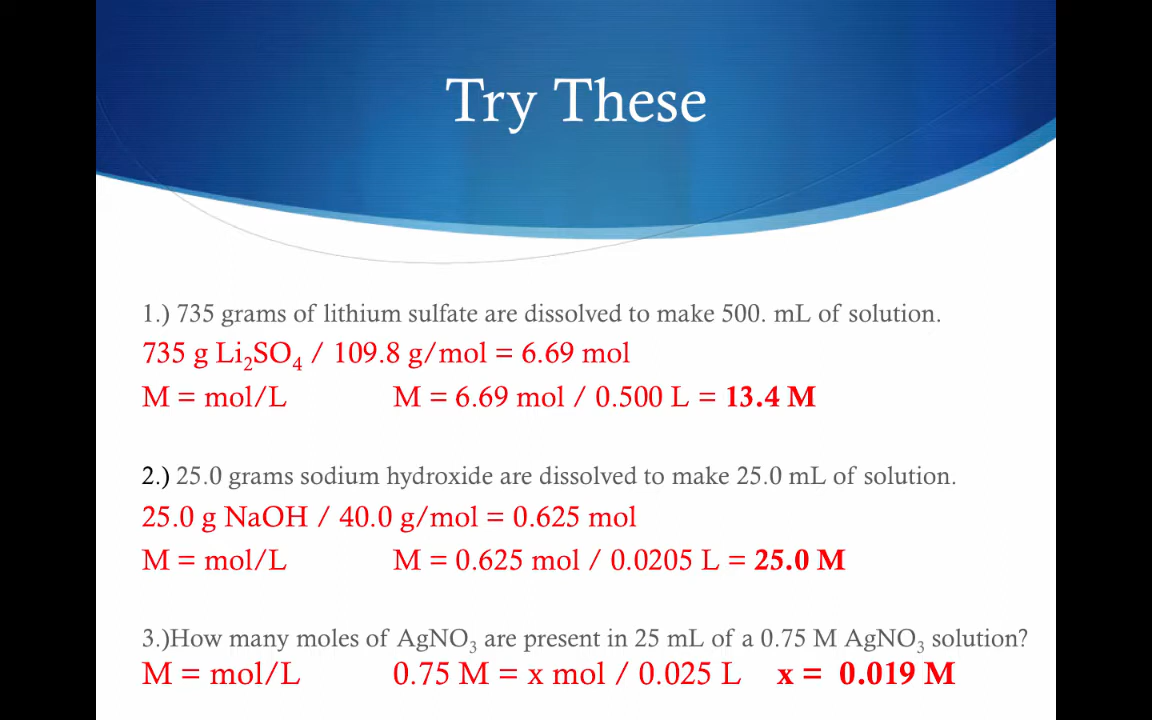 Try These
1.) 735 grams of lithium sulfate are dissolved to make 500. mL of solution.
735 g Li₂SO₄ / 109.8 g/mol = 6.69 mol
M = mol/L M = 6.69 mol / 0.500 L = 13.4 M
2.) 25.0 grams sodium hydroxide are dissolved to make 25.0 mL of solution.
25.0 g NaOH / 40.0 g/mol = 0.625 mol
M = mol/L M = 0.625 mol / 0.0205 L = 25.0 M
3.)How many moles of AgNO₃ are present in 25 mL of a 0.75 M AgNO₃ solution?
M = mol/L 0.75 M = x mol / 0.025 L x = 0.019 M